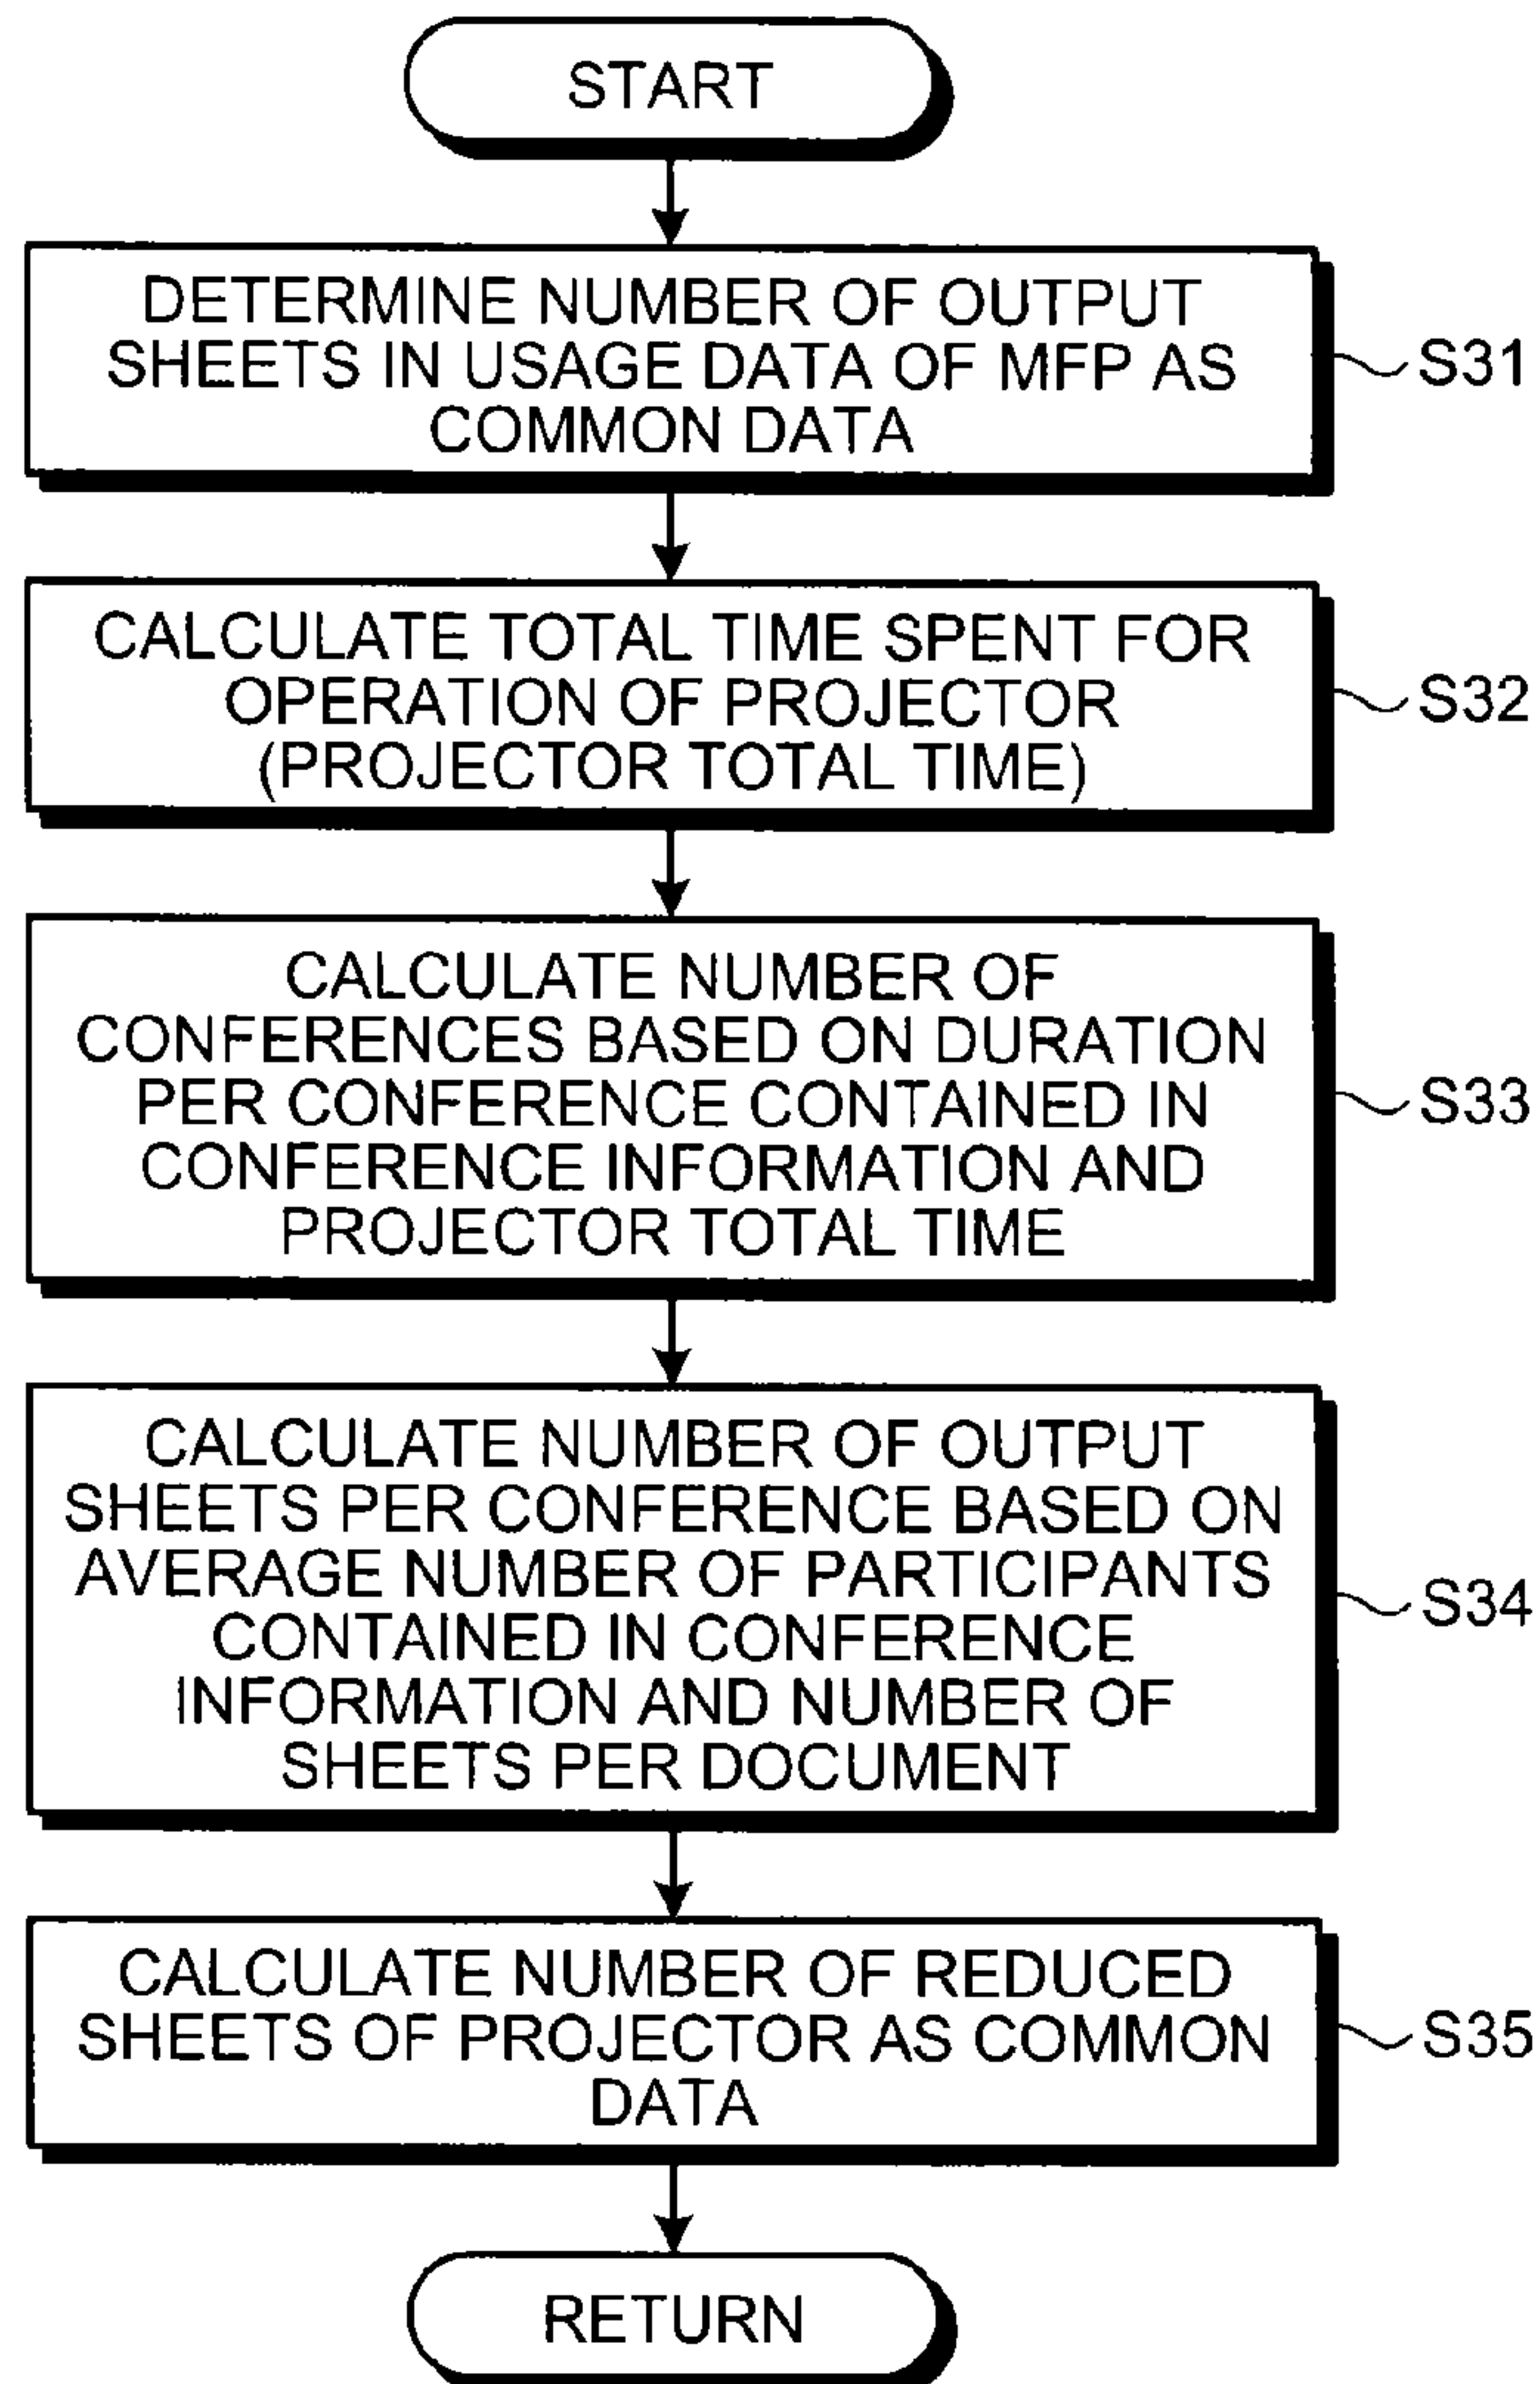 START
DETERMINE NUMBER OF OUTPUT
SHEETS IN USAGE DATA OF MFP AS
COMMON DATA
S31
CALCULATE TOTAL TIME SPENT FOR
OPERATION OF PROJECTOR
(PROJECTOR TOTAL TIME)
S32
CALCULATE NUMBER OF
CONFERENCES BASED ON DURATION
PER CONFERENCE CONTAINED IN
CONFERENCE INFORMATION AND
PROJECTOR TOTAL TIME
S33
CALCULATE NUMBER OF OUTPUT
SHEETS PER CONFERENCE BASED ON
AVERAGE NUMBER OF PARTICIPANTS
CONTAINED IN CONFERENCE
INFORMATION AND NUMBER OF
SHEETS PER DOCUMENT
S34
CALCULATE NUMBER OF REDUCED
SHEETS OF PROJECTOR AS COMMON
DATA
S35
RETURN